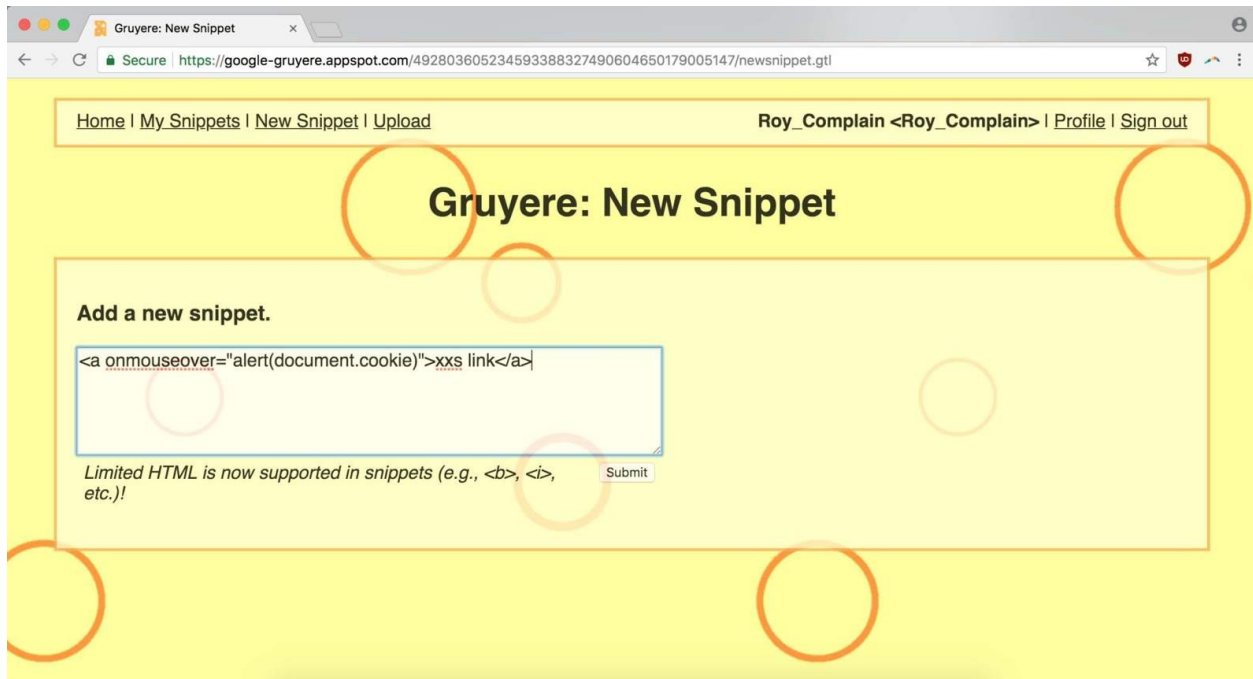 Gruyere: New Snippet
Secure https://google-gruyere.appspot.com/492803605234593388327490604650179005147/newsnippet.gtl
Home | My Snippets | New Snippet | Upload Roy_Complain <Roy_Complain> | Profile | Sign out
Gruyere: New Snippet
Add a new snippet.
<a onmouseover="alert(document.cookie)">xxs link</a>
Limited HTML is now supported in snippets (e.g., <b>, <i>, Submit
etc.)!